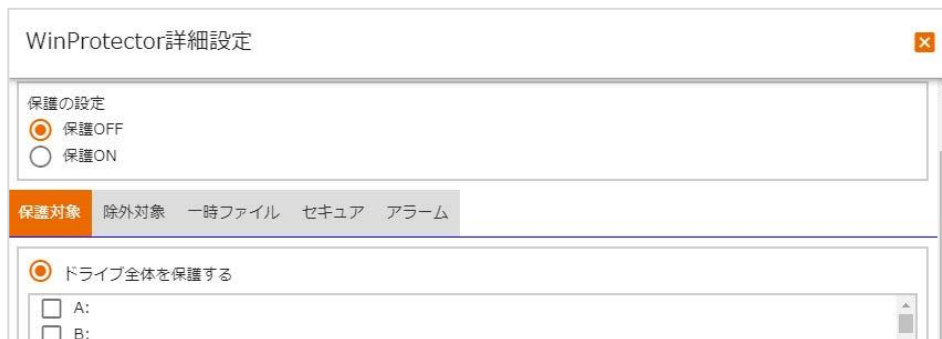 WinProtector詳細設定
保護の設定
保護OFF
保護ON
保護対象 除外対象 一時ファイル セキュア アラーム
ドライブ全体を保護する
A:
B: